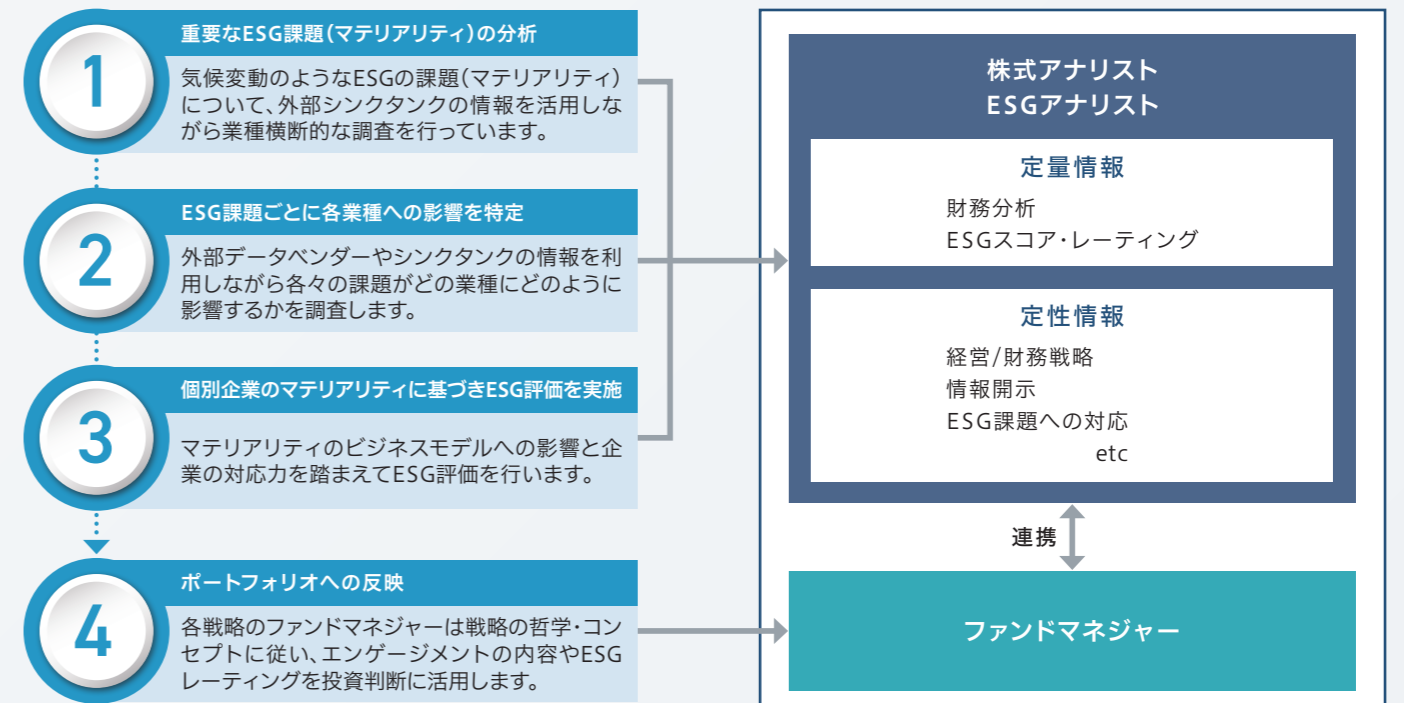 1
重要なESG課題（マテリアリティ）の分析
気候変動のようなESGの課題（マテリアリティ）
について、外部シンクタンクの情報を活用しな
がら業種横断的な調査を行っています。
2
ESG課題ごとに各業種への影響を特定
外部データベンダーやシンクタンクの情報を利
用しながら各々の課題がどの業種にどのように
影響するかを調査します。
3
個別企業のマテリアリティに基づきESG評価を実施
マテリアリティのビジネスモデルへの影響と企
業の対応力を踏まえてESG評価を行います。
4
ポートフォリオへの反映
各戦略のファンドマネジャーは戦略の哲学・コン
セプトに従い、エンゲージメントの内容やESG
レーティングを投資判断に活用します。
株式アナリスト
ESGアナリスト
定量情報
財務分析
ESGスコア・レーティング
定性情報
経営/財務戦略
情報開示
ESG課題への対応
etc
連携
ファンドマネジャー